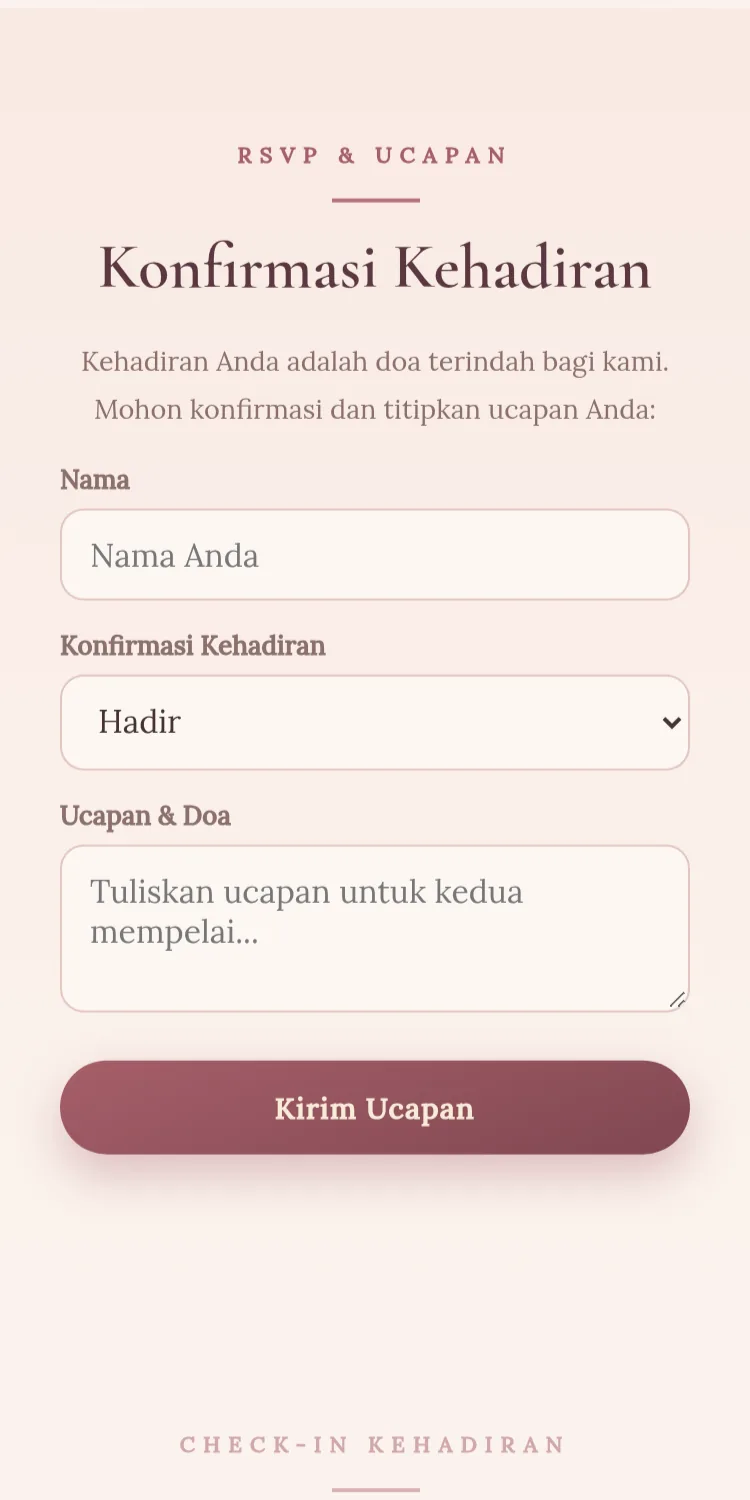 RSVP & UCAPAN
Konfirmasi Kehadiran
Kehadiran Anda adalah doa terindah bagi kami.
Mohon konfirmasi dan titipkan ucapan Anda:
Nama
Nama Anda
Konfirmasi Kehadiran
Hadir
Ucapan & Doa
Tuliskan ucapan untuk kedua
mempelai...
Kirim Ucapan
CHECK-IN KEHADIRAN